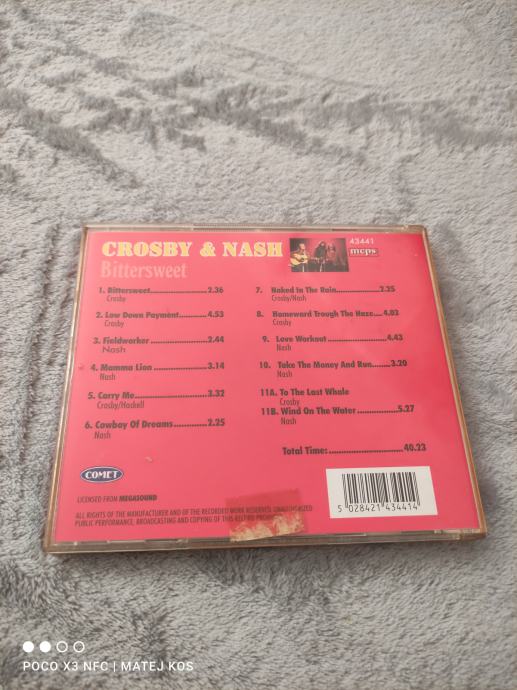 CROSBY & NASH
Bittersweet
43441
mcps
1. Bittersweet........................2.36
Crosby
2. Low Down Payment............4.53
Crosby
3. Fieldworker........................2.44
Nash
4. Mamma Lion......................3.14
Nash
5. Carry Me............................3.32
Crosby/Haskell
6. Cowboy Of Dreams.............2.25
Nash
7. Naked In The Rain..................2.25
Crosby/Nash
8. Homeward Trough The Haze....4.03
Crosby
9. Love Workout........................4.43
Nash
10. Take The Money And Run.......3.20
Nash
11A. To The Last Whale
Crosby
11B. Wind On The Water...............5.27
Nash
Total Time:...............................40.23
COMET
LICENSED FROM MEGASOUND
ALL RIGHTS OF THE MANUFACTURER AND OF THE RECORDED WORK RESERVED. UNAUTHORIZED
PUBLIC PERFORMANCE, BROADCASTING AND COPYING OF THIS RECORD
5 028421 434414
POCO X3 NFC | MATEJ KOS